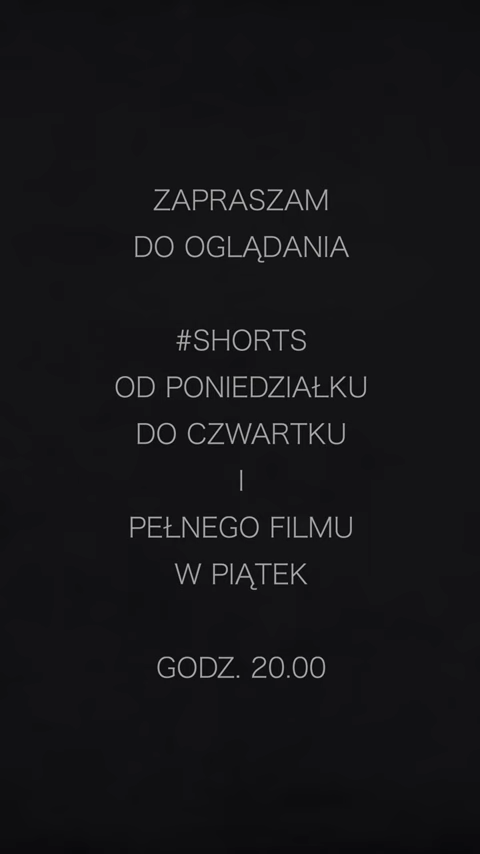 ZAPRASZAM
DO OGLĄDANIA
#SHORTS
OD PONIEDZIAŁKU
DO CZWARTKU
I
PEŁNEGO FILMU
W PIĄTEK
GODZ. 20.00